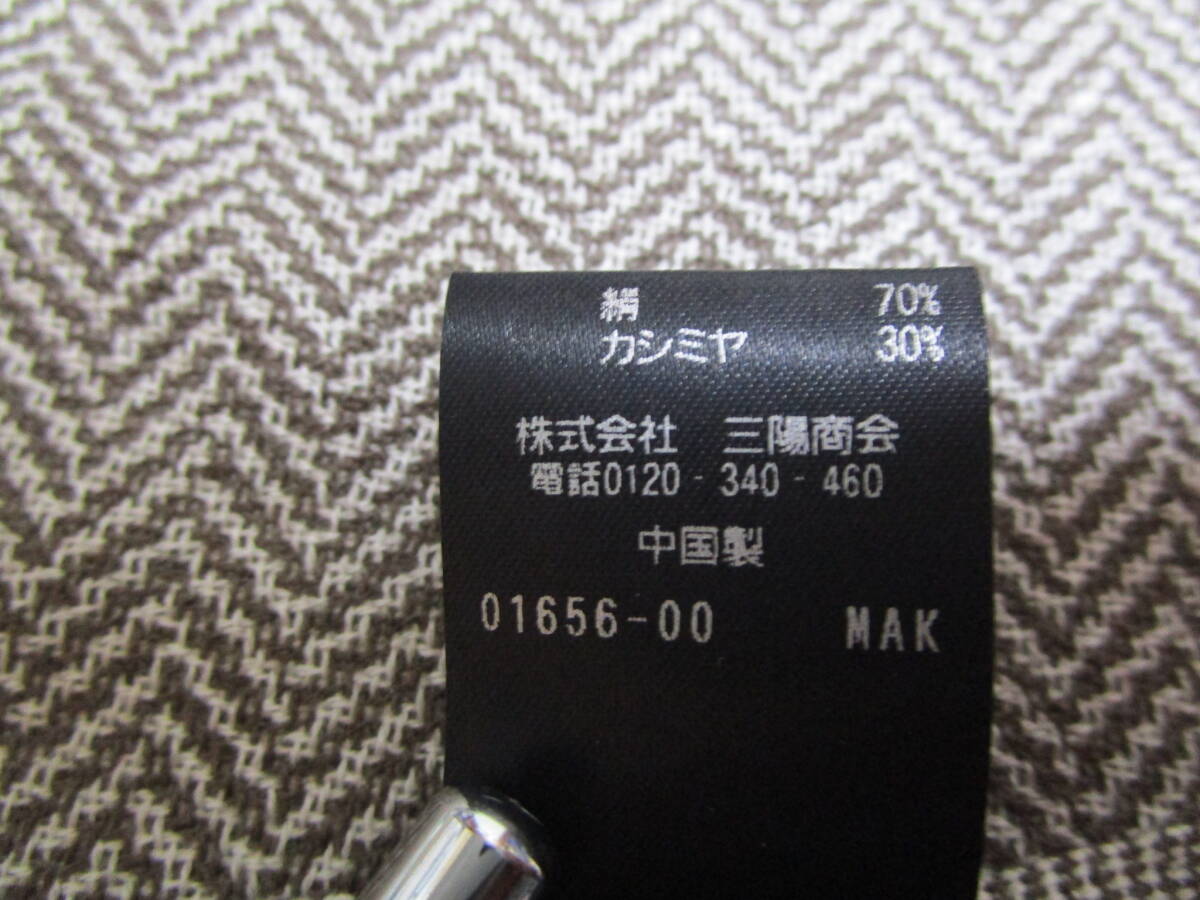 絹 70%
カシミヤ 30%
株式会社 三陽商会
電話0120-340-460
中国製
01656-00 MAK